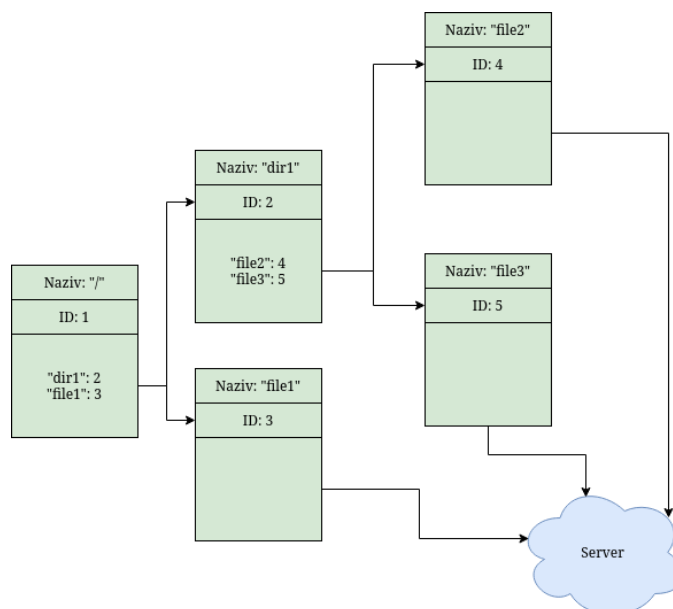 Naziv: "/"
ID: 1
"dir1": 2
"file1": 3
Naziv: "dir1"
ID: 2
"file2": 4
"file3": 5
Naziv: "file1"
ID: 3
Naziv: "file2"
ID: 4
Naziv: "file3"
ID: 5
Server